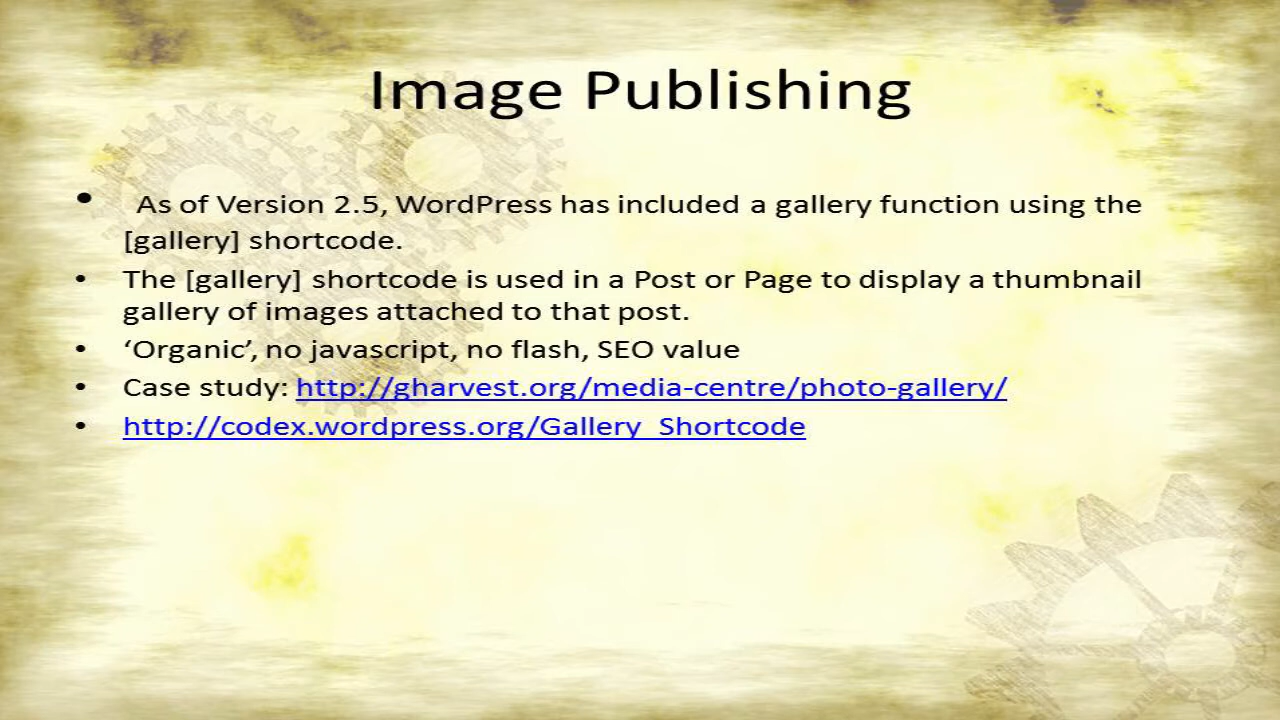 Image Publishing
• As of Version 2.5, WordPress has included a gallery function using the
[gallery] shortcode.
• The [gallery] shortcode is used in a Post or Page to display a thumbnail
gallery of images attached to that post.
• ‘Organic’, no javascript, no flash, SEO value
• Case study: http://gharvest.org/media-centre/photo-gallery/
• http://codex.wordpress.org/Gallery_Shortcode